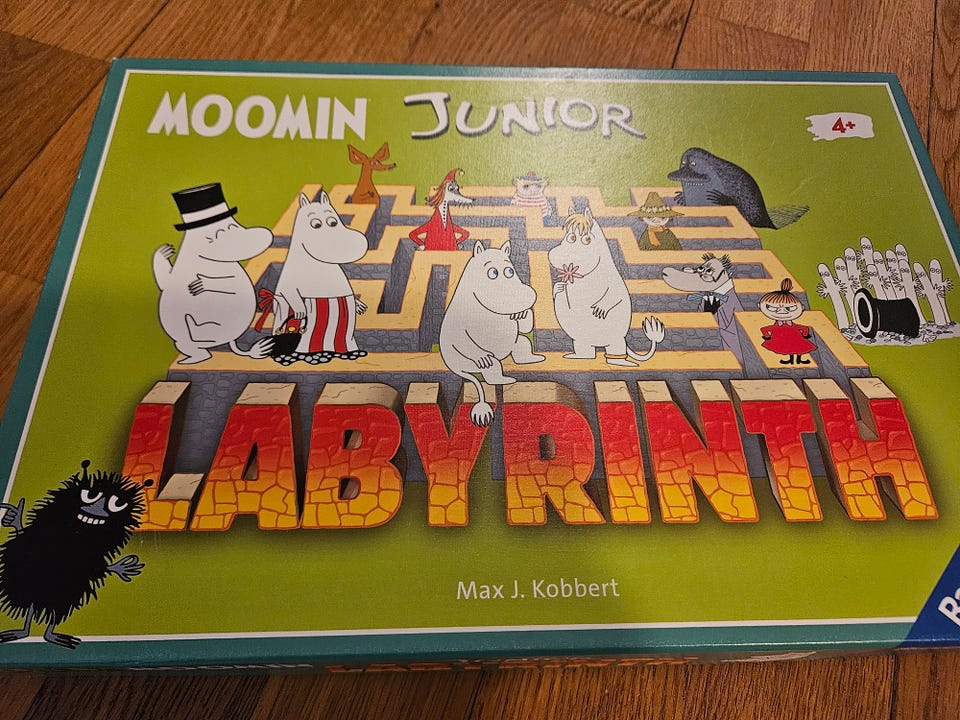 MOOMIN JUNIOR
4+
LABYRINTH
Max J. Kobbert